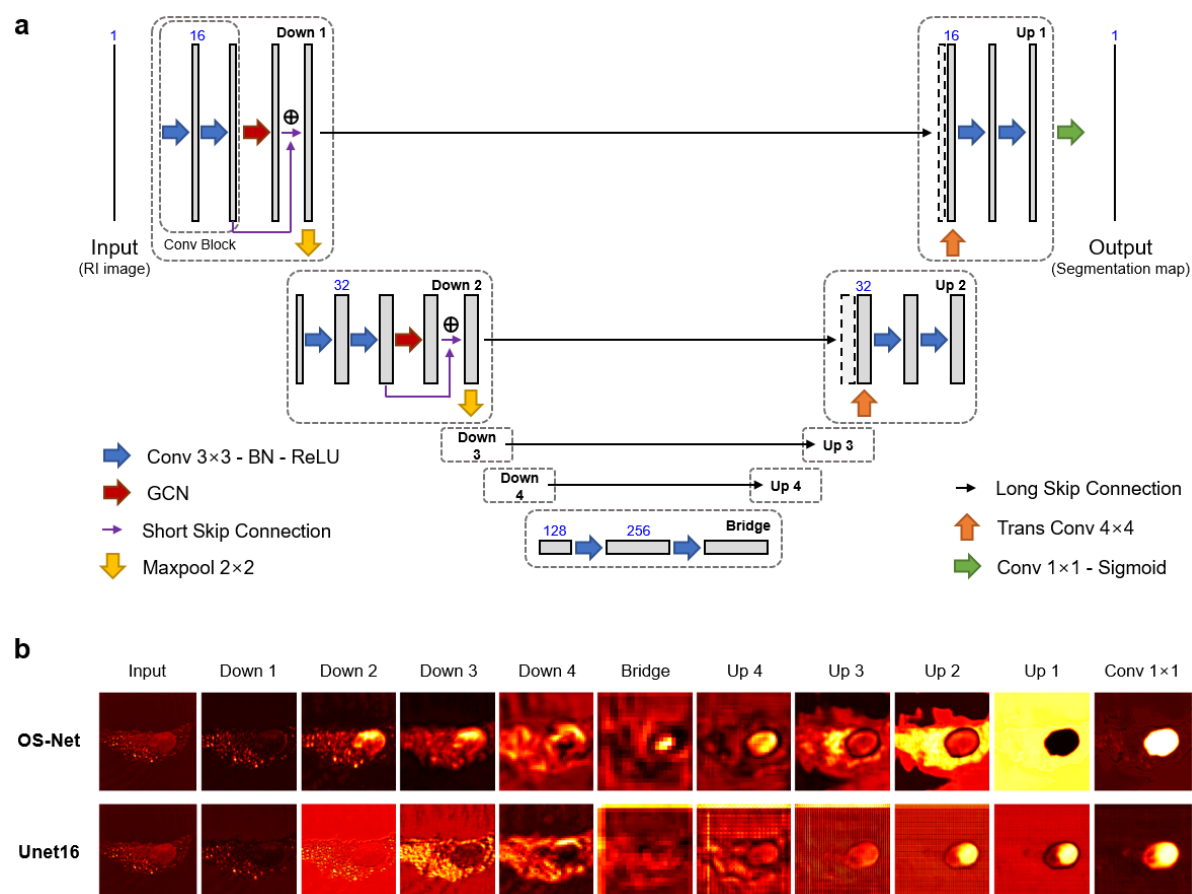 a
1
16
Down 1
16
Up 1
1
Conv Block
Input
(RI image)
Output
(Segmentation map)
32
Down 2
32
Up 2
Down
3
Up 3
Down
4
Up 4
128
256
Bridge
Conv 3×3 - BN - ReLU
GCN
Short Skip Connection
Maxpool 2×2
Long Skip Connection
Trans Conv 4×4
Conv 1×1 - Sigmoid
b
Input Down 1 Down 2 Down 3 Down 4 Bridge Up 4 Up 3 Up 2 Up 1 Conv 1×1
OS-Net
Unet16